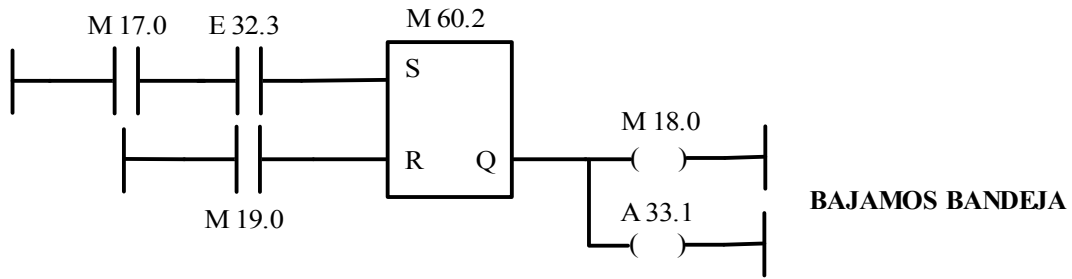 M 17.0 E 32.3 M 60.2
S
M 18.0
R Q
BAJAMOS BANDEJA
M 19.0 A 33.1